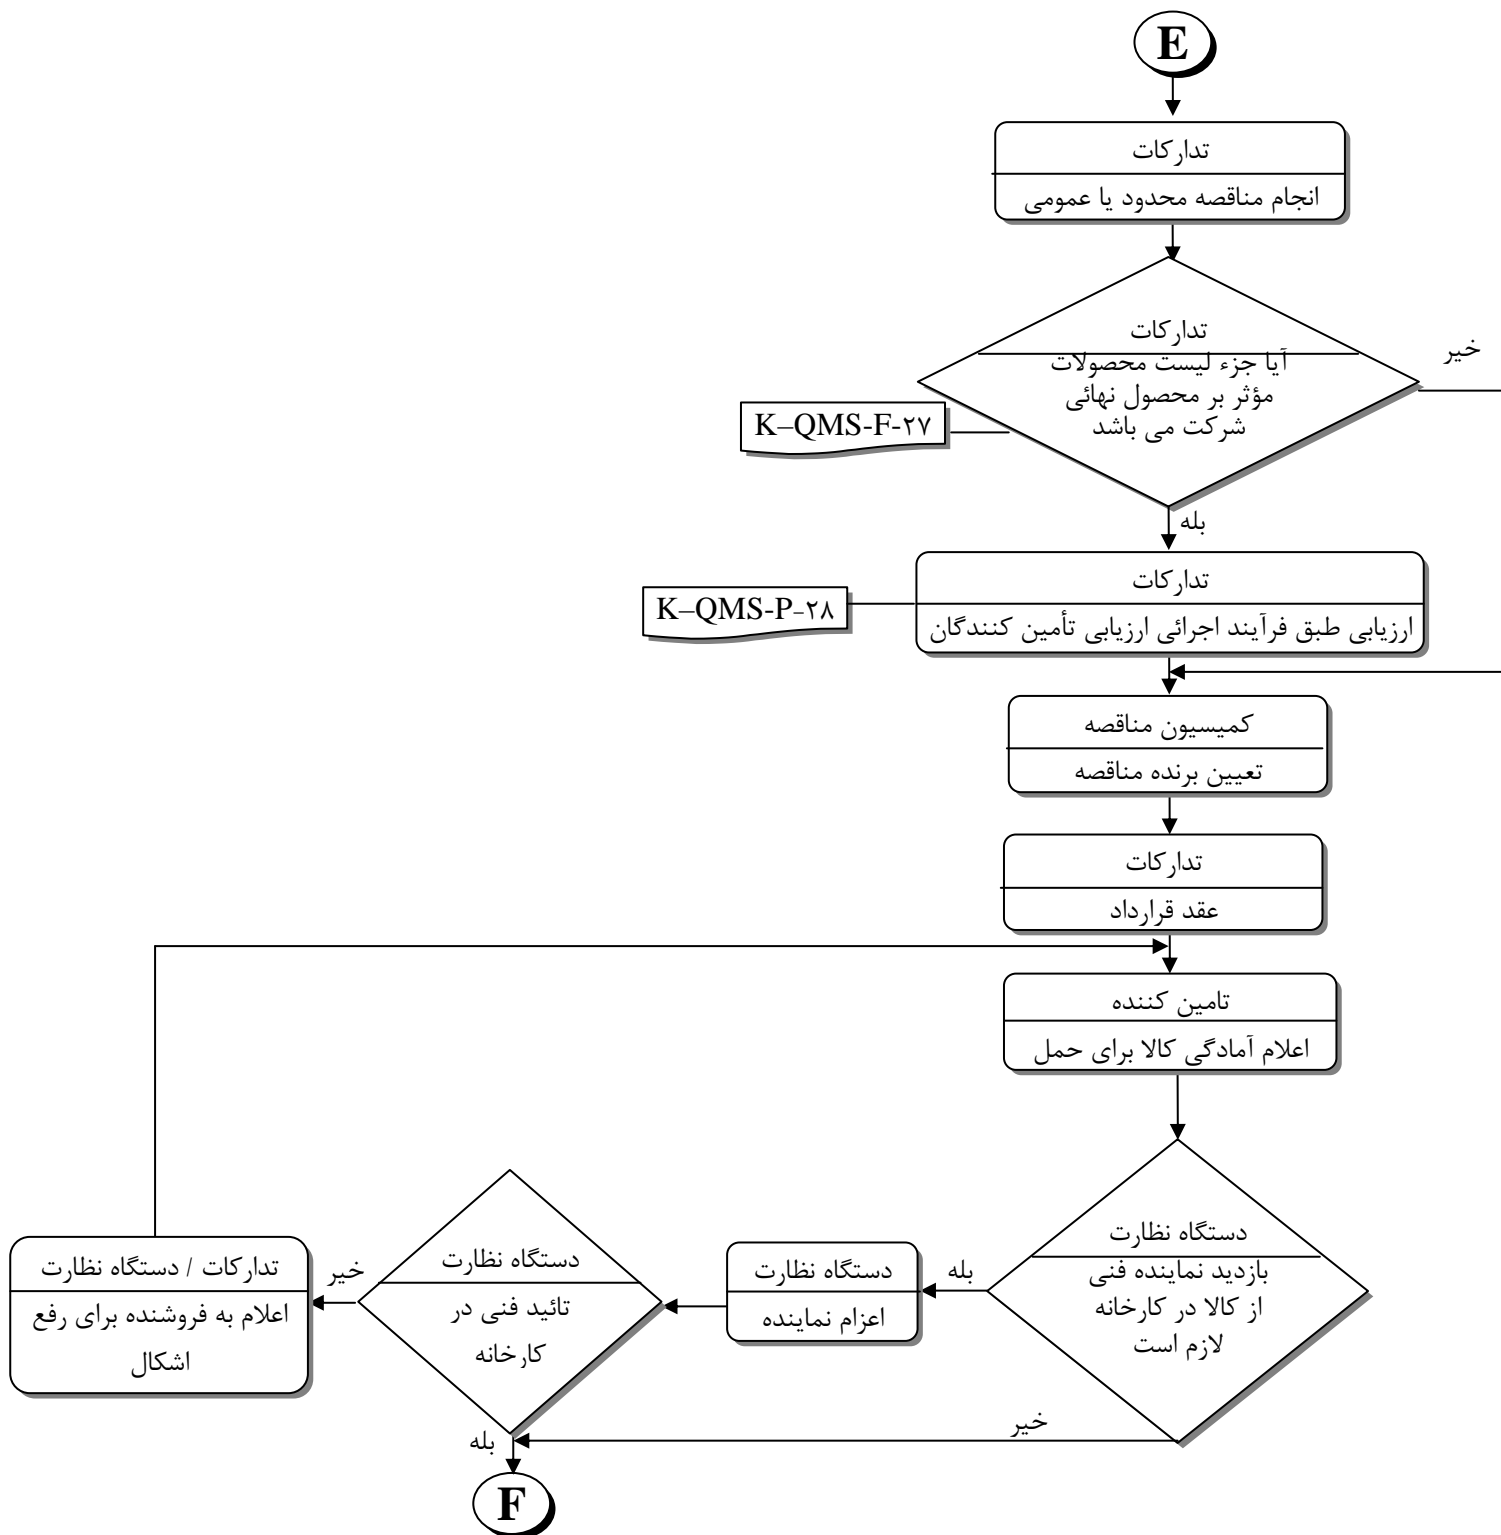 E
تدارکات
انجام مناقصه محدود یا عمومی
تدارکات
آیا جزء لیست محصولات
مؤثر بر محصول نهائی
شرکت می باشد
خیر
K–QMS-F-۲۷
بله
تدارکات
ارزیابی طبق فرآیند اجرائی ارزیابی تأمین کنندگان
K–QMS-P-۲۸
کمیسیون مناقصه
تعیین برنده مناقصه
تدارکات
عقد قرارداد
تامین کننده
اعلام آمادگی کالا برای حمل
دستگاه نظارت
بازدید نماینده فنی
از کالا در کارخانه
لازم است
بله
دستگاه نظارت
اعزام نماینده
دستگاه نظارت
تائید فنی در
کارخانه
خیر
تدارکات / دستگاه نظارت
اعلام به فروشنده برای رفع
اشکال
خیر
بله
F